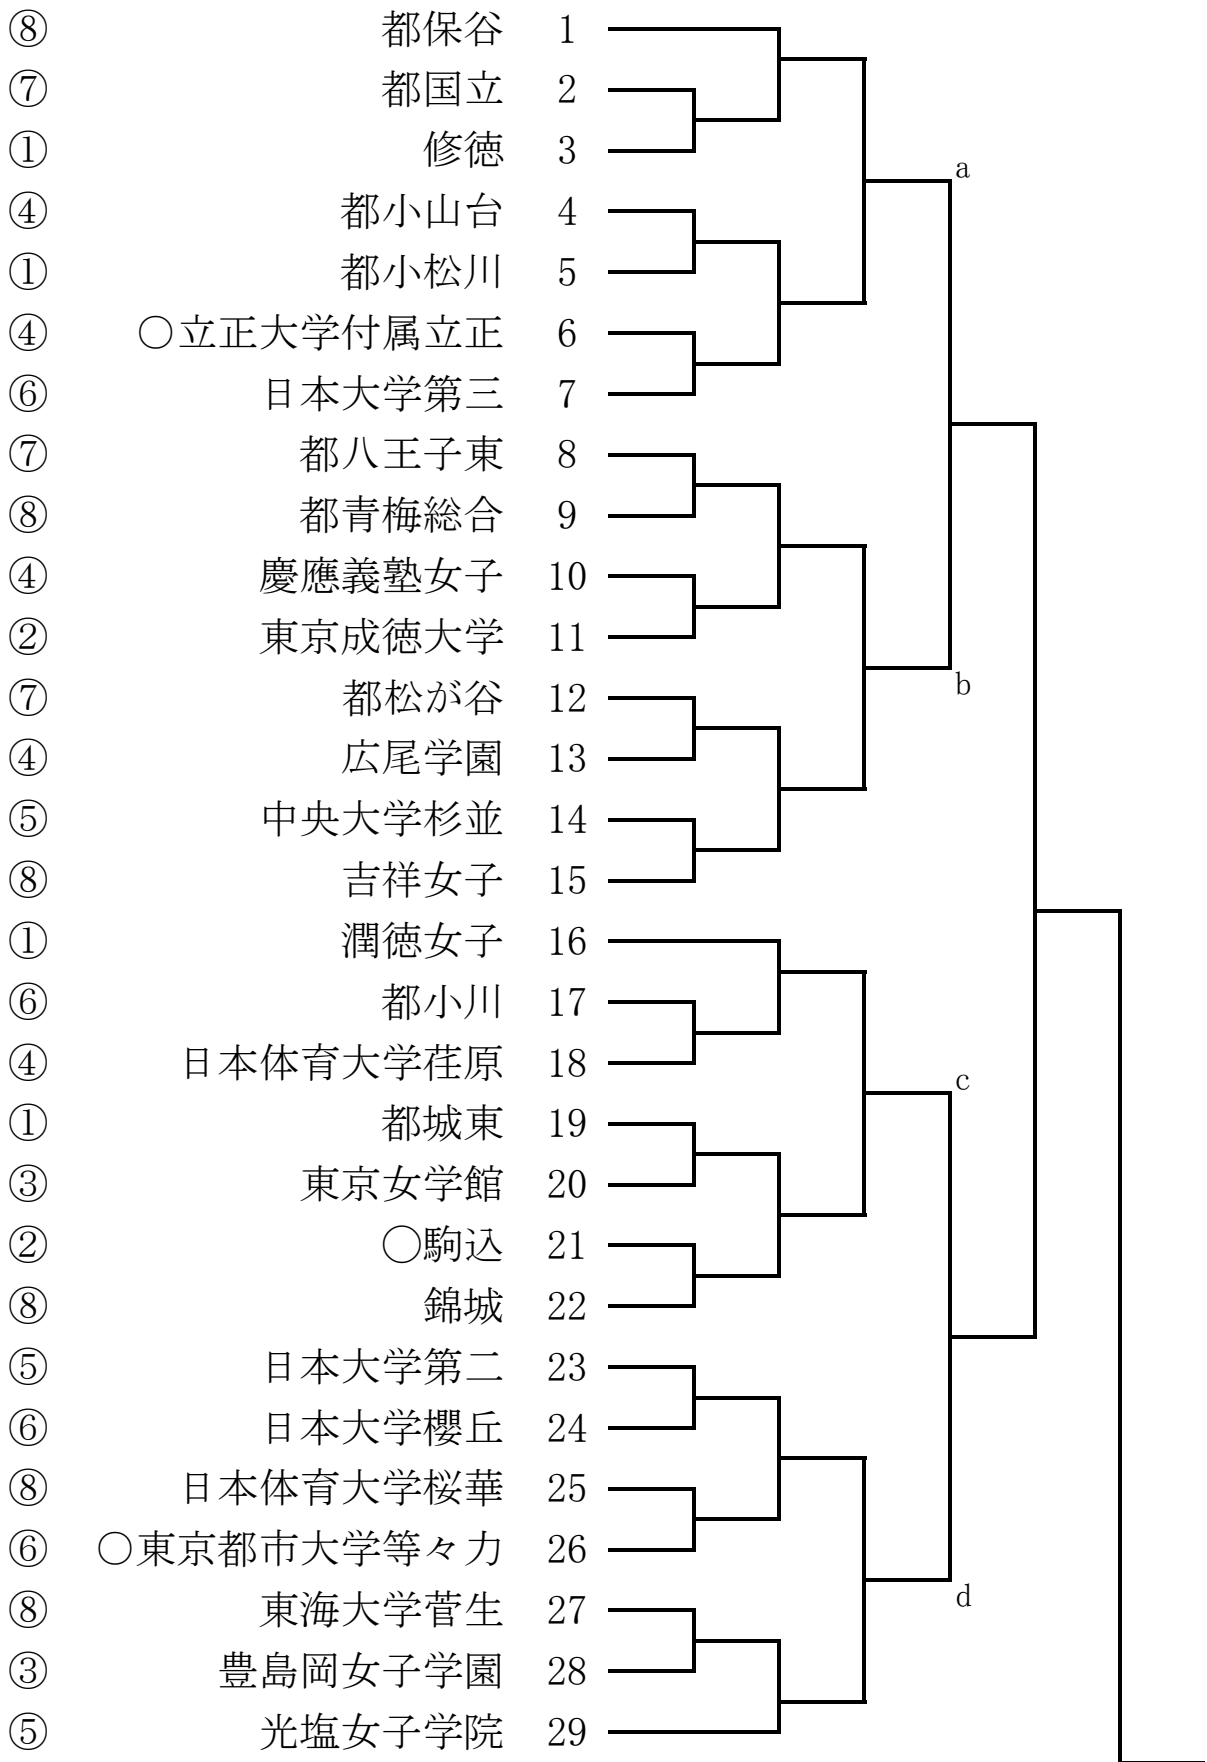 ⑧ 都保谷 1
⑦ 都国立 2
① 修徳 3
a
④ 都小山台 4
① 都小松川 5
④ ○立正大学付属立正 6
⑥ 日本大学第三 7
⑦ 都八王子東 8
⑧ 都青梅総合 9
④ 慶應義塾女子 10
② 東京成徳大学 11
b
⑦ 都松が谷 12
④ 広尾学園 13
⑤ 中央大学杉並 14
⑧ 吉祥女子 15
① 潤徳女子 16
⑥ 都小川 17
④ 日本体育大学荏原 18
c
① 都城東 19
③ 東京女学館 20
② ○駒込 21
⑧ 錦城 22
⑤ 日本大学第二 23
⑥ 日本大学櫻丘 24
⑧ 日本体育大学桜華 25
⑥ ○東京都市大学等々力 26
d
⑧ 東海大学菅生 27
③ 豊島岡女子学園 28
⑤ 光塩女子学院 29